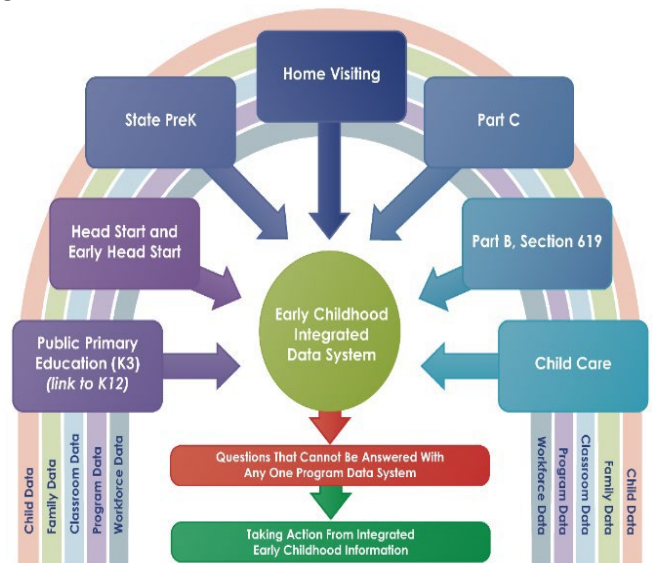 Home Visiting
State PreK
Part C
Head Start and
Early Head Start
Part B, Section 619
Early Childhood
Integrated
Data System
Public Primary
Education (K3)
(link to K12)
Child Care
Questions That Cannot Be Answered With
Any One Program Data System
Taking Action From Integrated
Early Childhood Information
Child Data
Family Data
Classroom Data
Program Data
Workforce Data
Workforce Data
Program Data
Classroom Data
Family Data
Child Data